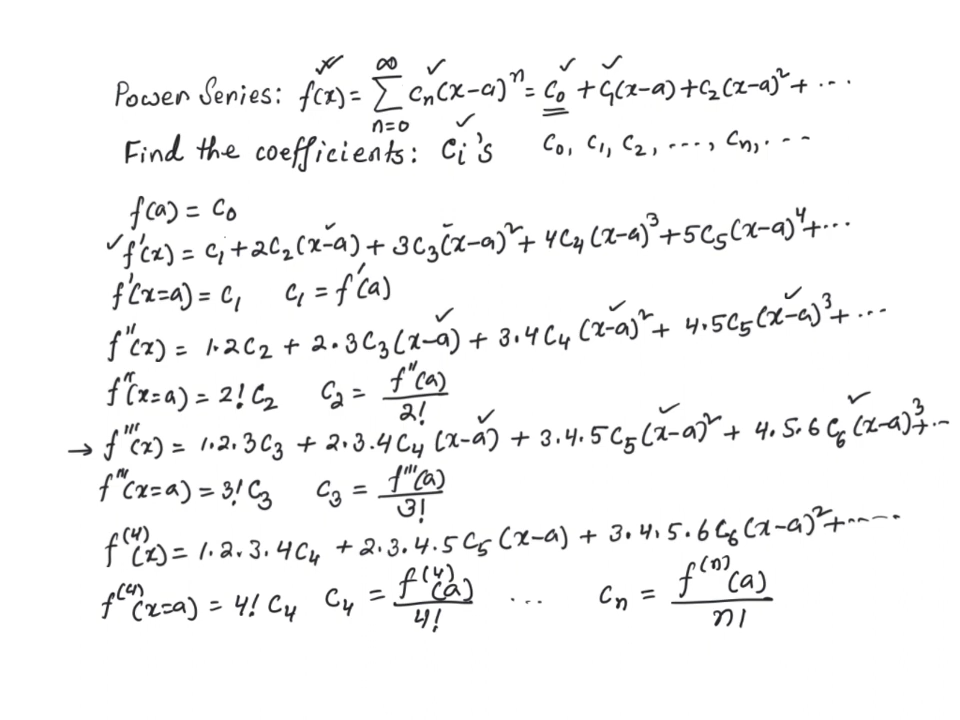 Power Series: f(x) = ∑_{n=0}^{∞} Cₙ(x-a)ⁿ = C₀ + C₁(x-a) + C₂(x-a)² + ...
Find the coefficients: Cᵢ's C₀, C₁, C₂, ..., Cₙ, ...
f(a) = C₀
f'(x) = C₁ + 2C₂(x-a) + 3C₃(x-a)² + 4C₄(x-a)³ + 5C₅(x-a)⁴ + ...
f'(x=a) = C₁ C₁ = f'(a)
f''(x) = 1.2C₂ + 2.3C₃(x-a) + 3.4C₄(x-a)² + 4.5C₅(x-a)³ + ...
f''(x=a) = 2! C₂ C₂ = f''(a)/2!
→ f'''(x) = 1.2.3C₃ + 2.3.4C₄(x-a) + 3.4.5C₅(x-a)² + 4.5.6C₆(x-a)³ + ...
f'''(x=a) = 3! C₃ C₃ = f'''(a)/3!
f⁽⁴⁾(x) = 1.2.3.4C₄ + 2.3.4.5C₅(x-a) + 3.4.5.6C₆(x-a)² + .....
f⁽⁴⁾(x=a) = 4! C₄ C₄ = f⁽⁴⁾(a)/4! ... Cₙ = f⁽ⁿ⁾(a)/n!